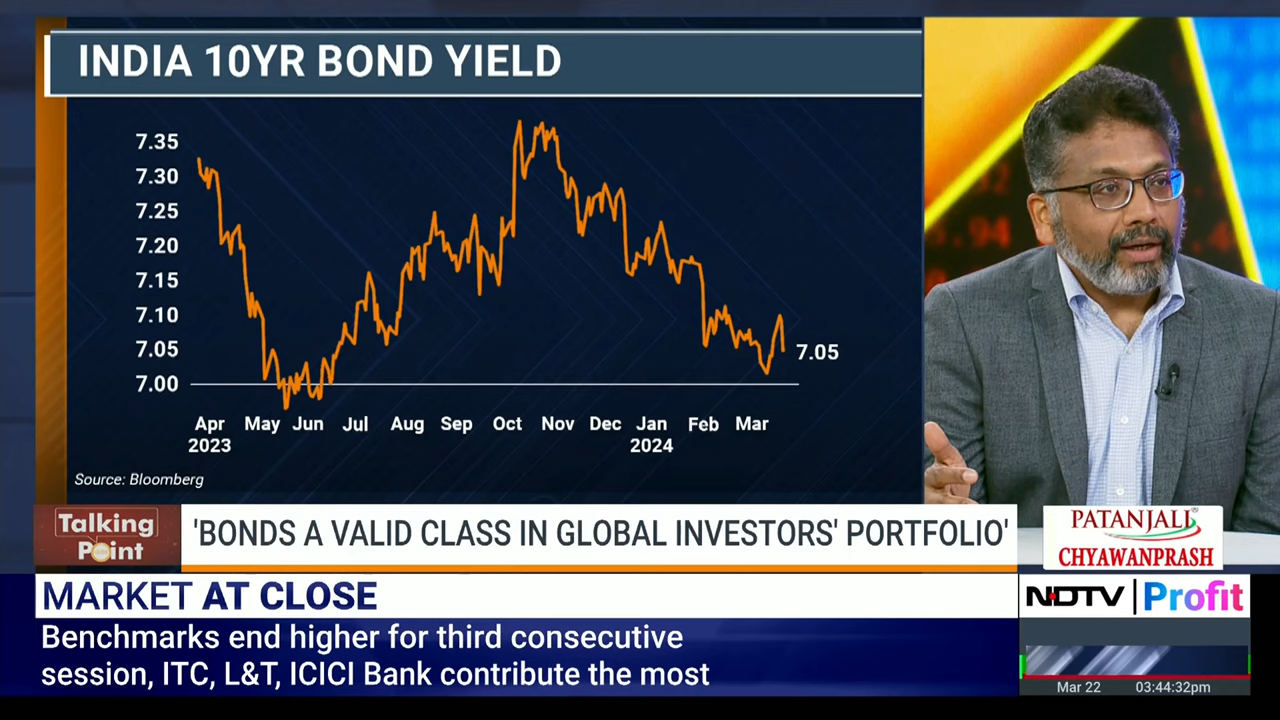 INDIA 10YR BOND YIELD
7.35
7.30
7.25
7.20
7.15
7.10
7.05
7.00
7.05
Apr May Jun Jul Aug Sep Oct Nov Dec Jan Feb Mar
2023 2024
Source: Bloomberg
Talking
Point
'BONDS A VALID CLASS IN GLOBAL INVESTORS' PORTFOLIO'
PATANJALI
CHYAWANPRASH
MARKET AT CLOSE
Benchmarks end higher for third consecutive
session, ITC, L&T, ICICI Bank contribute the most
NDTV Profit
Mar 22 03:44:32pm